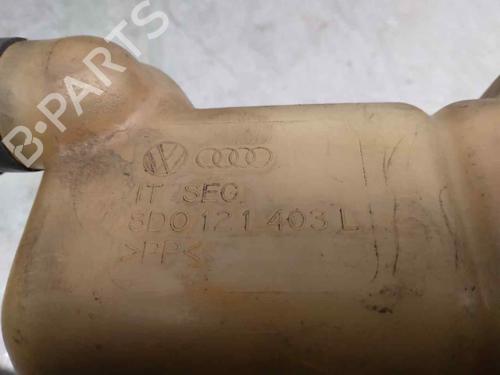 B-PARTS
IT SEG
8D0 121 403 L
>PP<